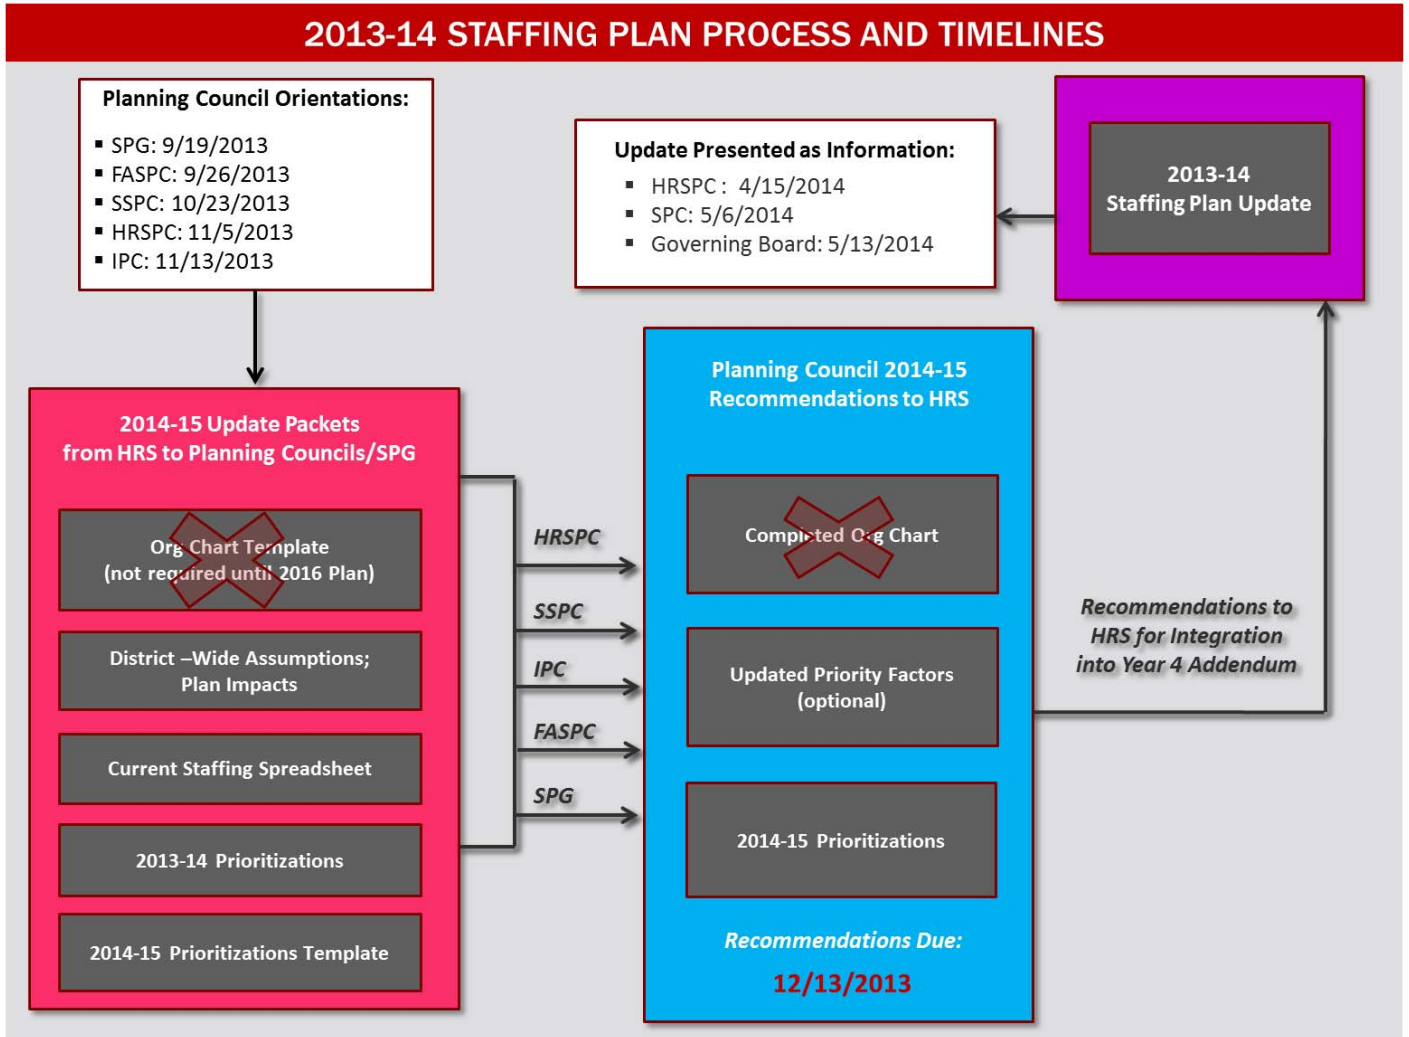 2013-14 STAFFING PLAN PROCESS AND TIMELINES
Planning Council Orientations:
▪ SPG: 9/19/2013
▪ FASPC: 9/26/2013
▪ SSPC: 10/23/2013
▪ HRSPC: 11/5/2013
▪ IPC: 11/13/2013
Update Presented as Information:
▪ HRSPC : 4/15/2014
▪ SPC: 5/6/2014
▪ Governing Board: 5/13/2014
2013-14
Staffing Plan Update
2014-15 Update Packets
from HRS to Planning Councils/SPG
Org Chart Template
(not required until 2016 Plan)
District –Wide Assumptions;
Plan Impacts
Current Staffing Spreadsheet
2013-14 Prioritizations
2014-15 Prioritizations Template
HRSPC
SSPC
IPC
FASPC
SPG
Planning Council 2014-15
Recommendations to HRS
Completed Org Chart
Updated Priority Factors
(optional)
2014-15 Prioritizations
Recommendations Due:
12/13/2013
Recommendations to
HRS for Integration
into Year 4 Addendum